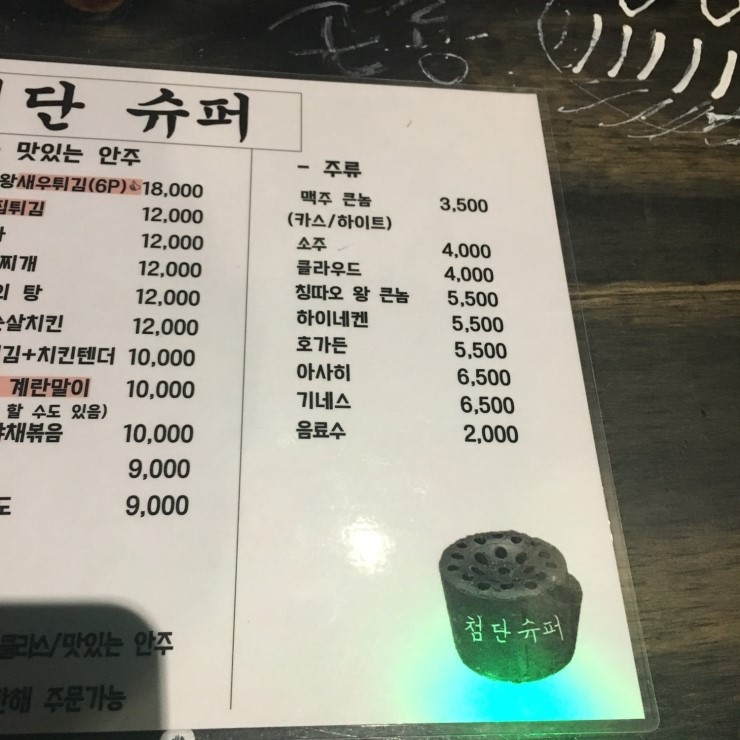 단 슈퍼
맛있는 안주
왕새우튀김(6P) 18,000
튀김 12,000
12,000
찌개 12,000
탕 12,000
순살치킨 12,000
김+치킨텐더 10,000
계란말이 10,000
할 수도 있음)
야채볶음 10,000
9,000
도 9,000
/맛있는 안주
주문가능
- 주류
맥주 큰놈 3,500
(카스/하이트)
소주 4,000
클라우드 4,000
칭따오 왕 큰놈 5,500
하이네켄 5,500
호가든 5,500
아사히 6,500
기네스 6,500
음료수 2,000
첨단슈퍼